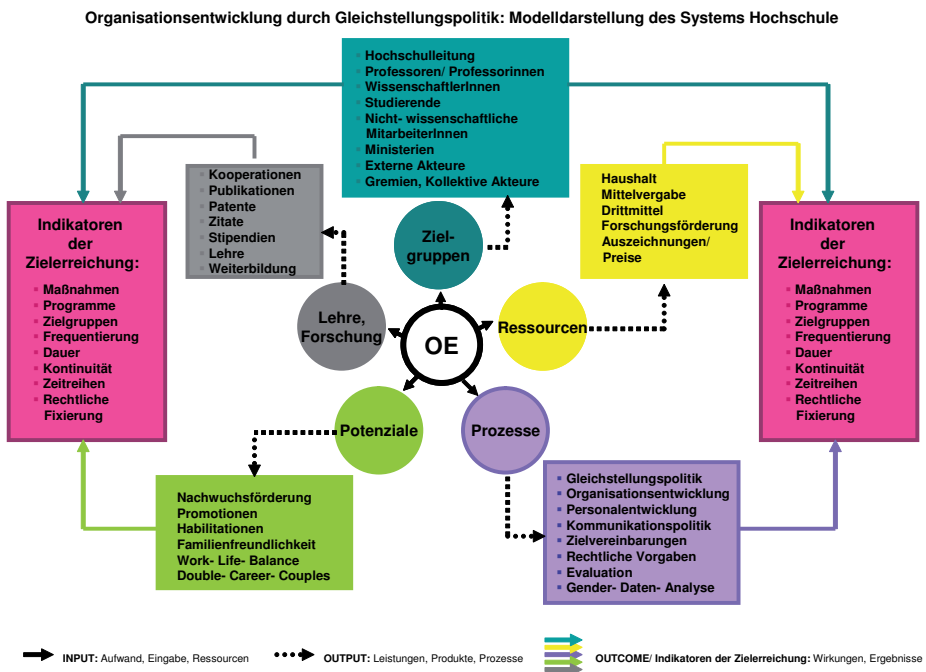 Organisationsentwicklung durch Gleichstellungspolitik: Modelldarstellung des Systems Hochschule
Hochschulleitung
Professoren/ Professorinnen
WissenschaftlerInnen
Studierende
Nicht- wissenschaftliche
MitarbeiterInnen
Ministerien
Externe Akteure
Gremien, Kollektive Akteure
Kooperationen
Publikationen
Patente
Zitate
Stipendien
Lehre
Weiterbildung
Haushalt
Mittelvergabe
Drittmittel
Forschungsförderung
Auszeichnungen/
Preise
Indikatoren
der
Zielerreichung:
Maßnahmen
Programme
Zielgruppen
Frequentierung
Dauer
Kontinuität
Zeitreihen
Rechtliche
Fixierung
Ziel-
gruppen
Lehre,
Forschung
OE
Ressourcen
Potenziale
Prozesse
Indikatoren
der
Zielerreichung:
Maßnahmen
Programme
Zielgruppen
Frequentierung
Dauer
Kontinuität
Zeitreihen
Rechtliche
Fixierung
Nachwuchsförderung
Promotionen
Habilitationen
Familienfreundlichkeit
Work- Life- Balance
Double- Career- Couples
Gleichstellungspolitik
Organisationsentwicklung
Personalentwicklung
Kommunikationspolitik
Zielvereinbarungen
Rechtliche Vorgaben
Evaluation
Gender- Daten- Analyse
INPUT: Aufwand, Eingabe, Ressourcen
OUTPUT: Leistungen, Produkte, Prozesse
OUTCOME/ Indikatoren der Zielerreichung: Wirkungen, Ergebnisse